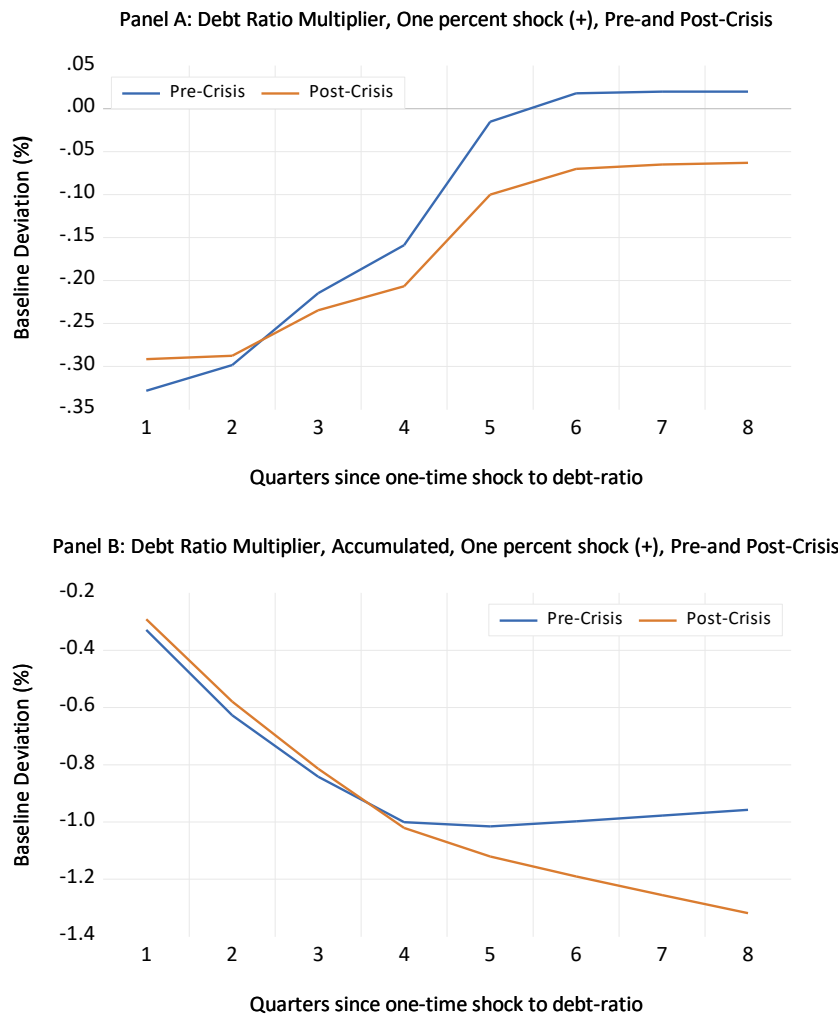 Panel A: Debt Ratio Multiplier, One percent shock (+), Pre-and Post-Crisis
.05
.00
-.05
-.10
-.15
-.20
-.25
-.30
-.35
Pre-Crisis Post-Crisis
Baseline Deviation (%)
1 2 3 4 5 6 7 8
Quarters since one-time shock to debt-ratio
Panel B: Debt Ratio Multiplier, Accumulated, One percent shock (+), Pre-and Post-Crisis
-0.2
-0.4
-0.6
-0.8
-1.0
-1.2
-1.4
Pre-Crisis Post-Crisis
Baseline Deviation (%)
1 2 3 4 5 6 7 8
Quarters since one-time shock to debt-ratio